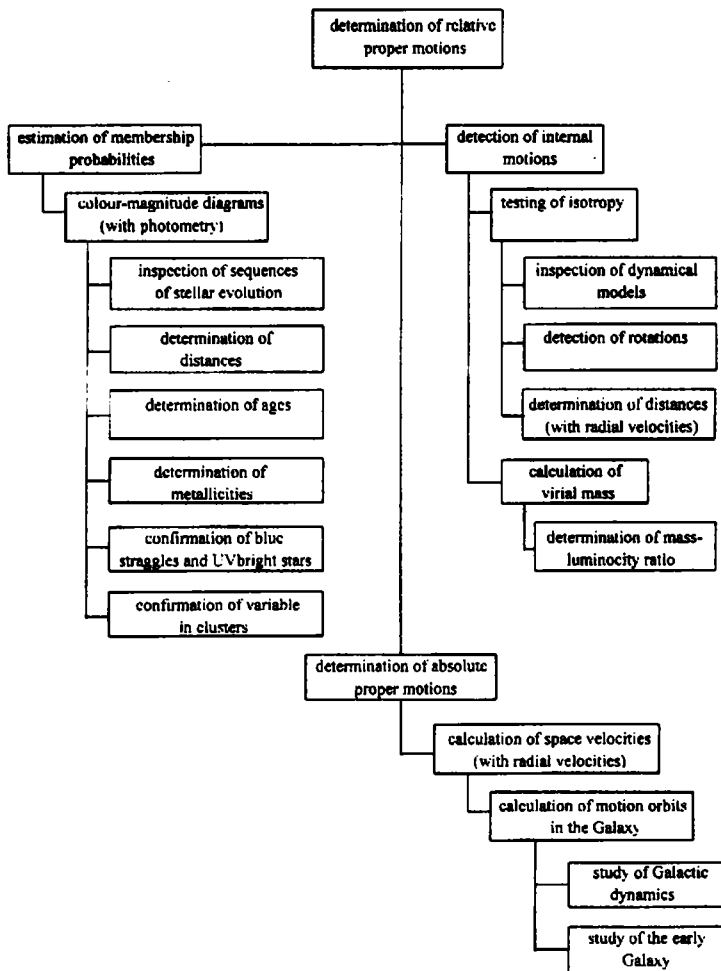 determination of relative
proper motions
estimation of membership
probabilities
colour-magnitude diagrams
(with photometry)
inspection of sequences
of stellar evolution
determination of
distances
determination of ages
determination of
metallicities
confirmation of blue
straggles and UVbright stars
confirmation of variable
in clusters
detection of internal
motions
testing of isotropy
inspection of dynamical
models
detection of rotations
determination of distances
(with radial velocities)
calculation of
virial mass
determination of mass-
luminocity ratio
determination of absolute
proper motions
calculation of space velocities
(with radial velocities)
calculation of motion orbits
in the Galaxy
study of Galactic
dynamics
study of the early
Galaxy